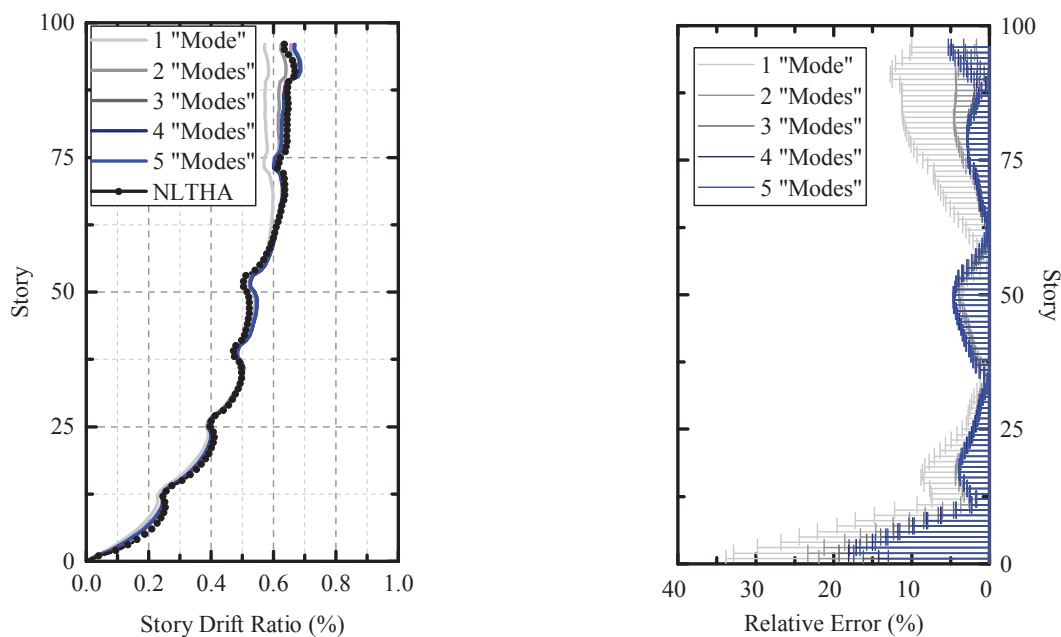 100
75
50
25
0
Story
1 "Mode"
2 "Modes"
3 "Modes"
4 "Modes"
5 "Modes"
NLTHA
0.0 0.2 0.4 0.6 0.8 1.0
Story Drift Ratio (%)
1 "Mode"
2 "Modes"
3 "Modes"
4 "Modes"
5 "Modes"
100
75
50
25
0
Story
40 30 20 10 0
Relative Error (%)